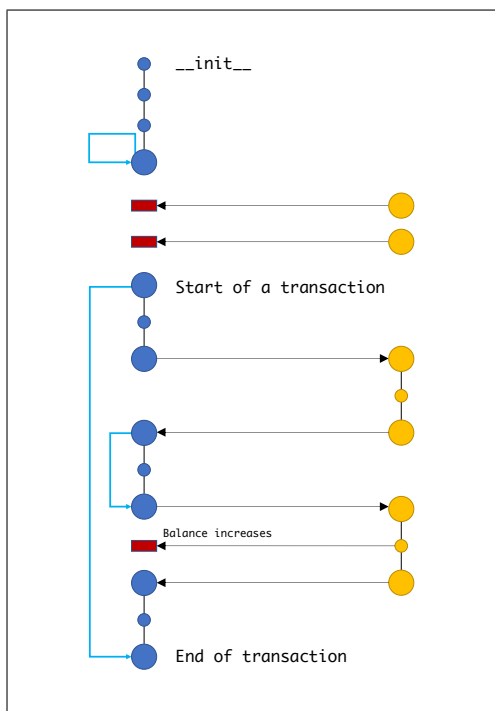 __init__
Start of a transaction
Balance increases
End of transaction